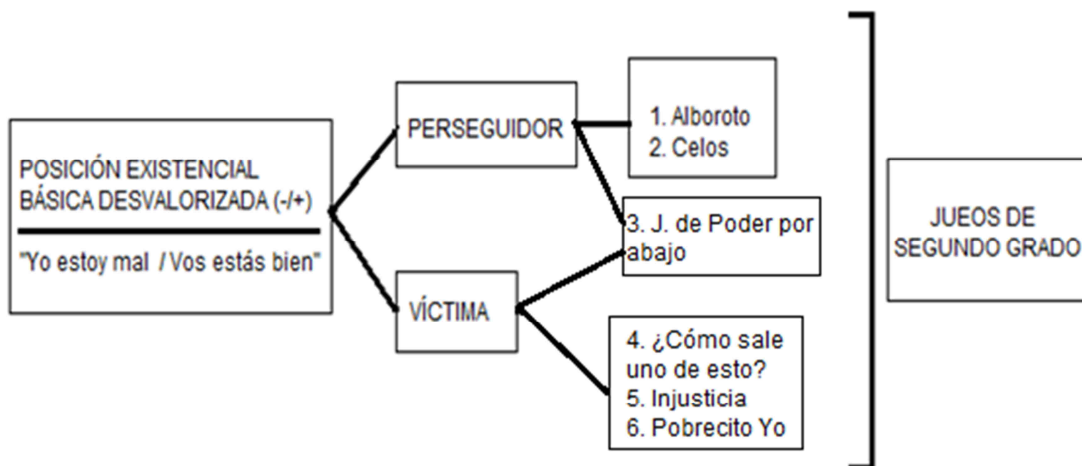 POSICIÓN EXISTENCIAL
BÁSICA DESVALORIZADA (-/+)
"Yo estoy mal / Vos estás bien"
PERSEGUIDOR
VÍCTIMA
1. Alboroto
2. Celos
3. J. de Poder por
abajo
4. ¿Cómo sale
uno de esto?
5. Injusticia
6. Pobrecito Yo
JUEOS DE
SEGUNDO GRADO